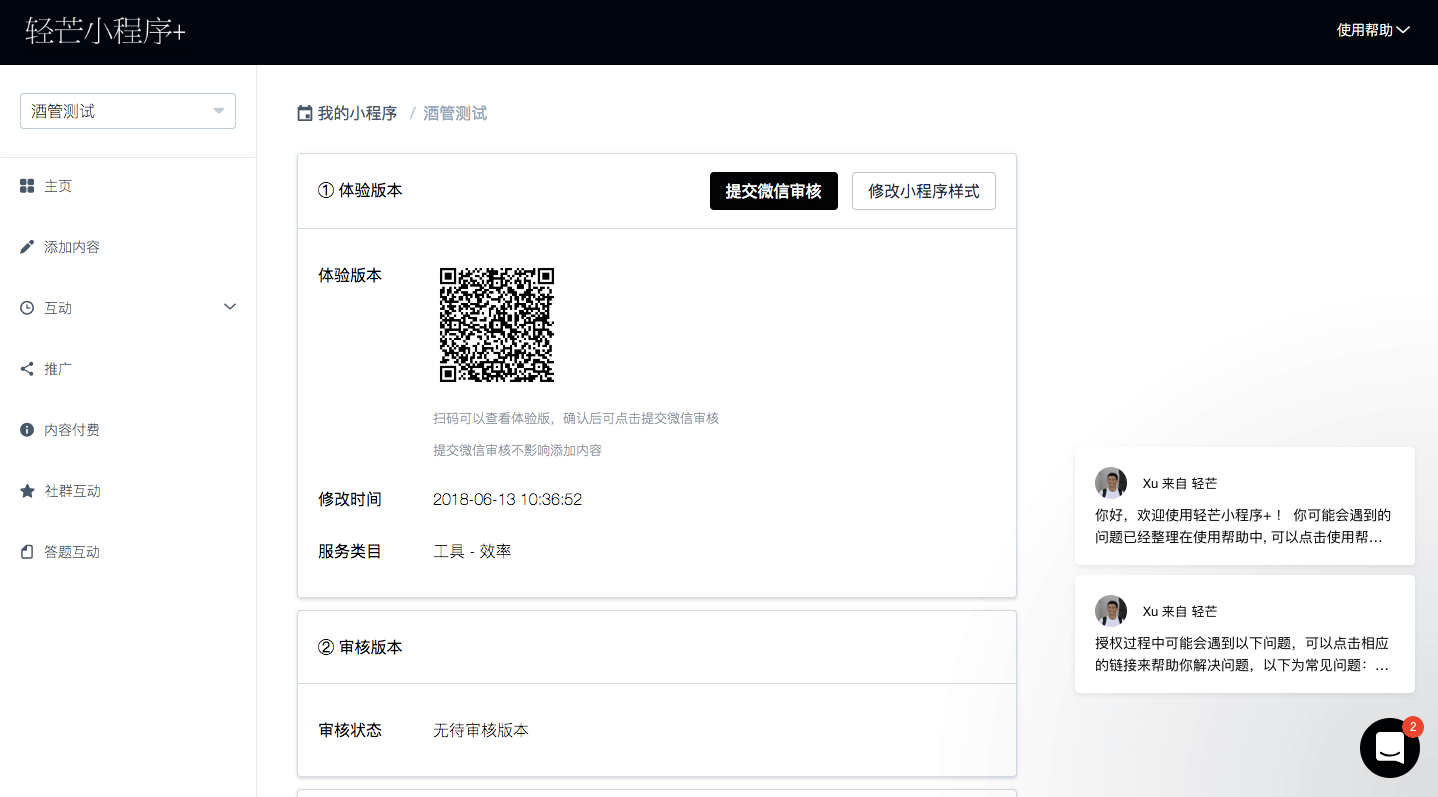 轻芒小程序+
使用帮助
酒管测试
主页
添加内容
互动
推广
内容付费
社群互动
答题互动
我的小程序 / 酒管测试
① 体验版本
提交微信审核
修改小程序样式
体验版本
扫码可以查看体验版，确认后可点击提交微信审核
提交微信审核不影响添加内容
修改时间 2018-06-13 10:36:52
服务类目 工具 - 效率
② 审核版本
审核状态 无待审核版本
Xu 来自 轻芒
你好，欢迎使用轻芒小程序+！ 你可能会遇到的
问题已经整理在使用帮助中, 可以点击使用帮…
Xu 来自 轻芒
授权过程中可能会遇到以下问题，可以点击相应
的链接来帮助你解决问题，以下为常见问题：…
2